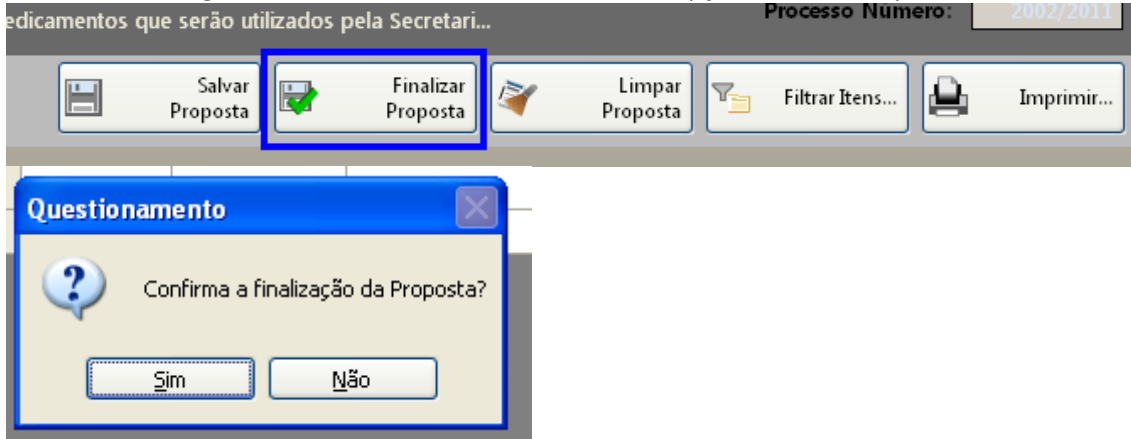 edicamentos que serão utilizados pela Secretari...
Processo Número: 2002/2011
Salvar
Proposta
Finalizar
Proposta
Limpar
Proposta
Filtrar Itens...
Imprimir...
Questionamento
Confirma a finalização da Proposta?
Sim
Não